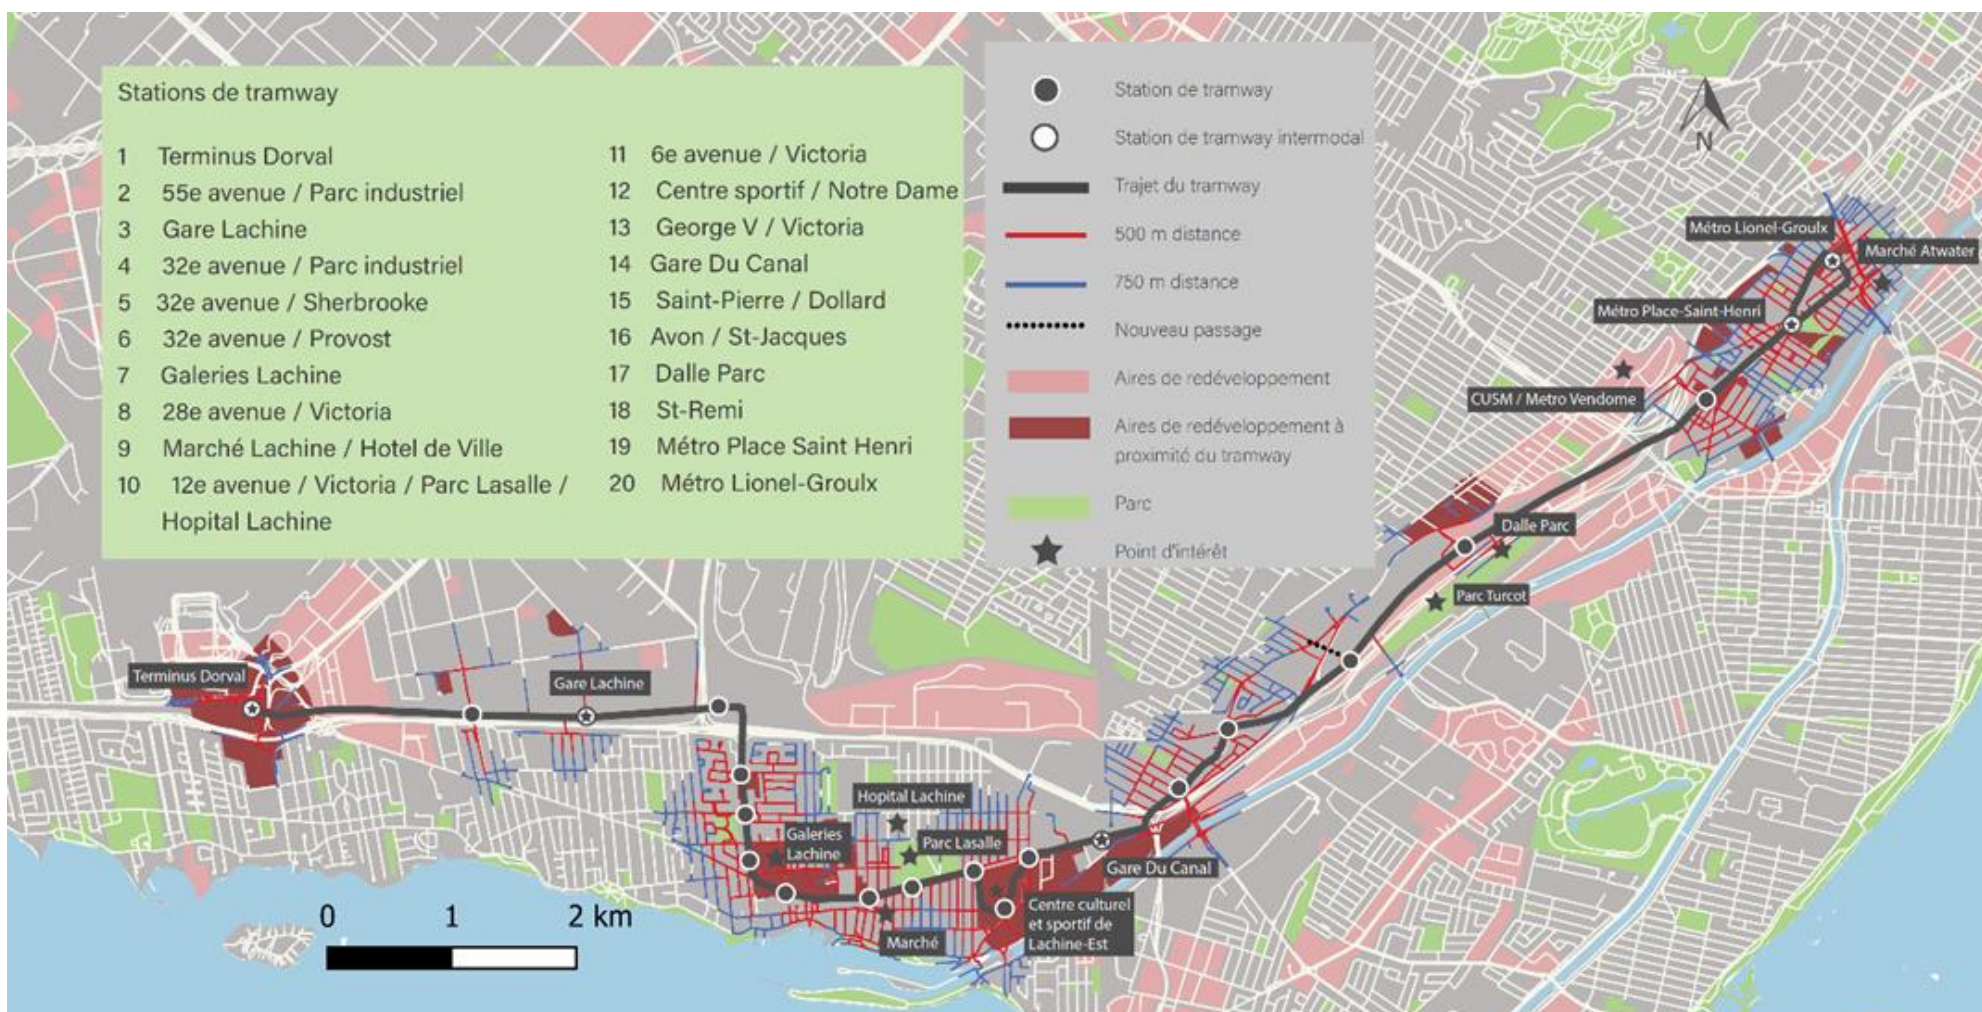 Stations de tramway
1 Terminus Dorval
2 55e avenue / Parc industriel
3 Gare Lachine
4 32e avenue / Parc industriel
5 32e avenue / Sherbrooke
6 32e avenue / Provost
7 Galeries Lachine
8 28e avenue / Victoria
9 Marché Lachine / Hotel de Ville
10 12e avenue / Victoria / Parc Lasalle /
Hopital Lachine
11 6e avenue / Victoria
12 Centre sportif / Notre Dame
13 George V / Victoria
14 Gare Du Canal
15 Saint-Pierre / Dollard
16 Avon / St-Jacques
17 Dalle Parc
18 St-Remi
19 Métro Place Saint Henri
20 Métro Lionel-Groulx
Station de tramway
Station de tramway intermodal
Trajet du tramway
500 m distance
750 m distance
Nouveau passage
Aires de redéveloppement
Aires de redéveloppement à
proximité du tramway
Parc
Point d'intérêt
N
Métro Lionel-Groulx
Marché Atwater
Métro Place-Saint-Henri
CUSM / Metro Vendome
Dalle Parc
Parc Turcot
Terminus Dorval
Gare Lachine
Hopital Lachine
Galeries
Lachine
Parc Lasalle
Gare Du Canal
Centre culturel
et sportif de
Lachine-Est
Marché
0 1 2 km